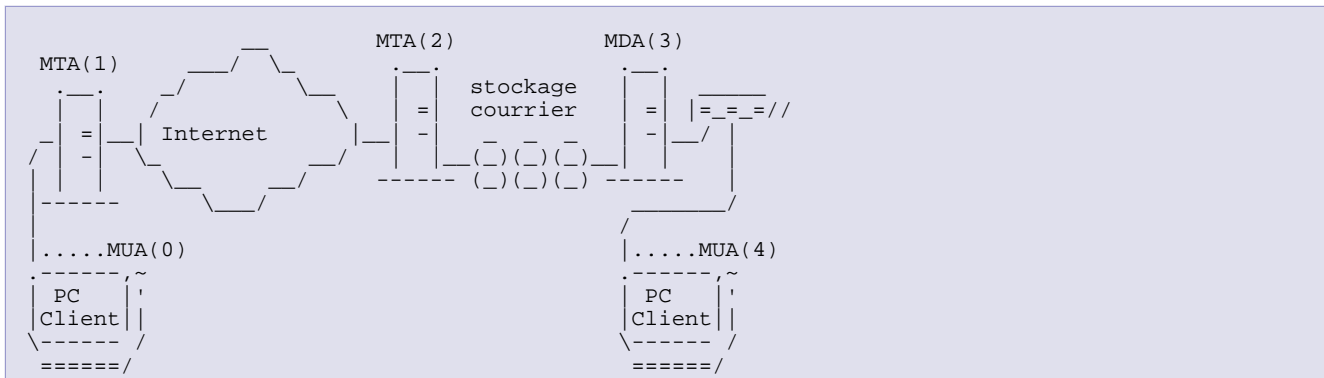 MTA(2) MDA(3)
MTA(1)
stockage
courrier
Internet
.....MUA(0) .....MUA(4)
PC PC
Client Client